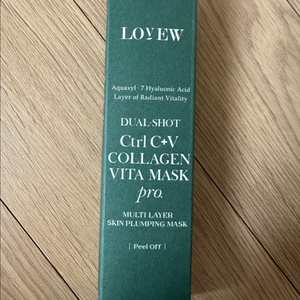 LOVEW
Aquaxyl · 7 Hyaluonic Acid
Layer of Radiant Vitality
DUAL-SHOT
Ctrl C+V
COLLAGEN
VITA MASK
pro.
MULTI LAYER
SKIN PLUMPING MASK
[ Peel Off ]